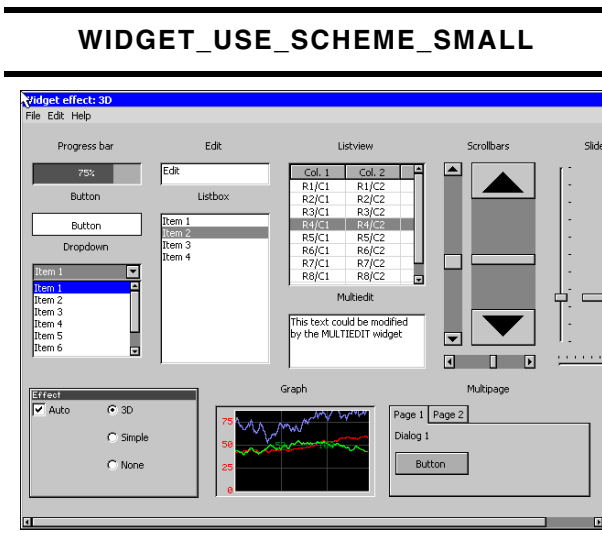 WIDGET_USE_SCHEME_SMALL
Widget effect: 3D
File Edit Help
Progress bar
75%
Button
Button
Dropdown
Item 1
Item 1
Item 2
Item 3
Item 4
Item 5
Item 6
Edit
Edit
Listbox
Item 1
Item 2
Item 3
Item 4
Listview
Col. 1 Col. 2
R1/C1 R1/C2
R2/C1 R2/C2
R3/C1 R3/C2
R4/C1 R4/C2
R5/C1 R5/C2
R6/C1 R6/C2
R7/C1 R7/C2
R8/C1 R8/C2
Multiedit
This text could be modified
by the MULTIEDIT widget
Scrollbars
Slide
Effect
Auto
3D
Simple
None
Graph
75
50
25
0
Multipage
Page 1 Page 2
Dialog 1
Button